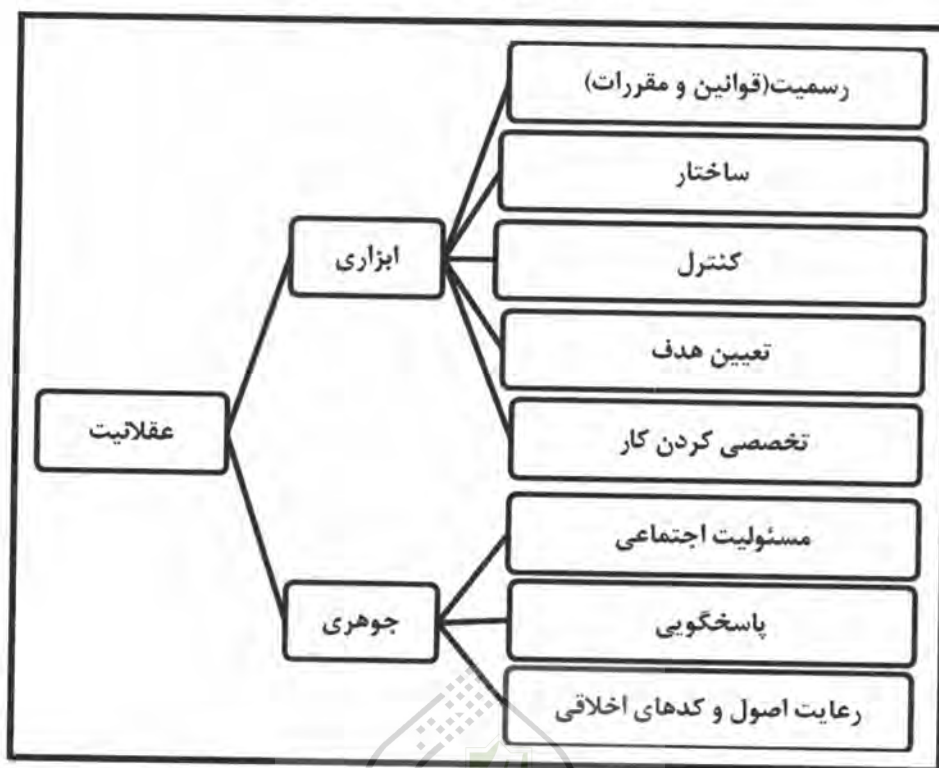 رسمیت(قوانین و مقررات)
ساختار
کنترل
ابزاری
تعیین هدف
تخصصی کردن کار
عقلانیت
مسئولیت اجتماعی
پاسخگویی
جوهری
رعایت اصول و کدهای اخلاقی